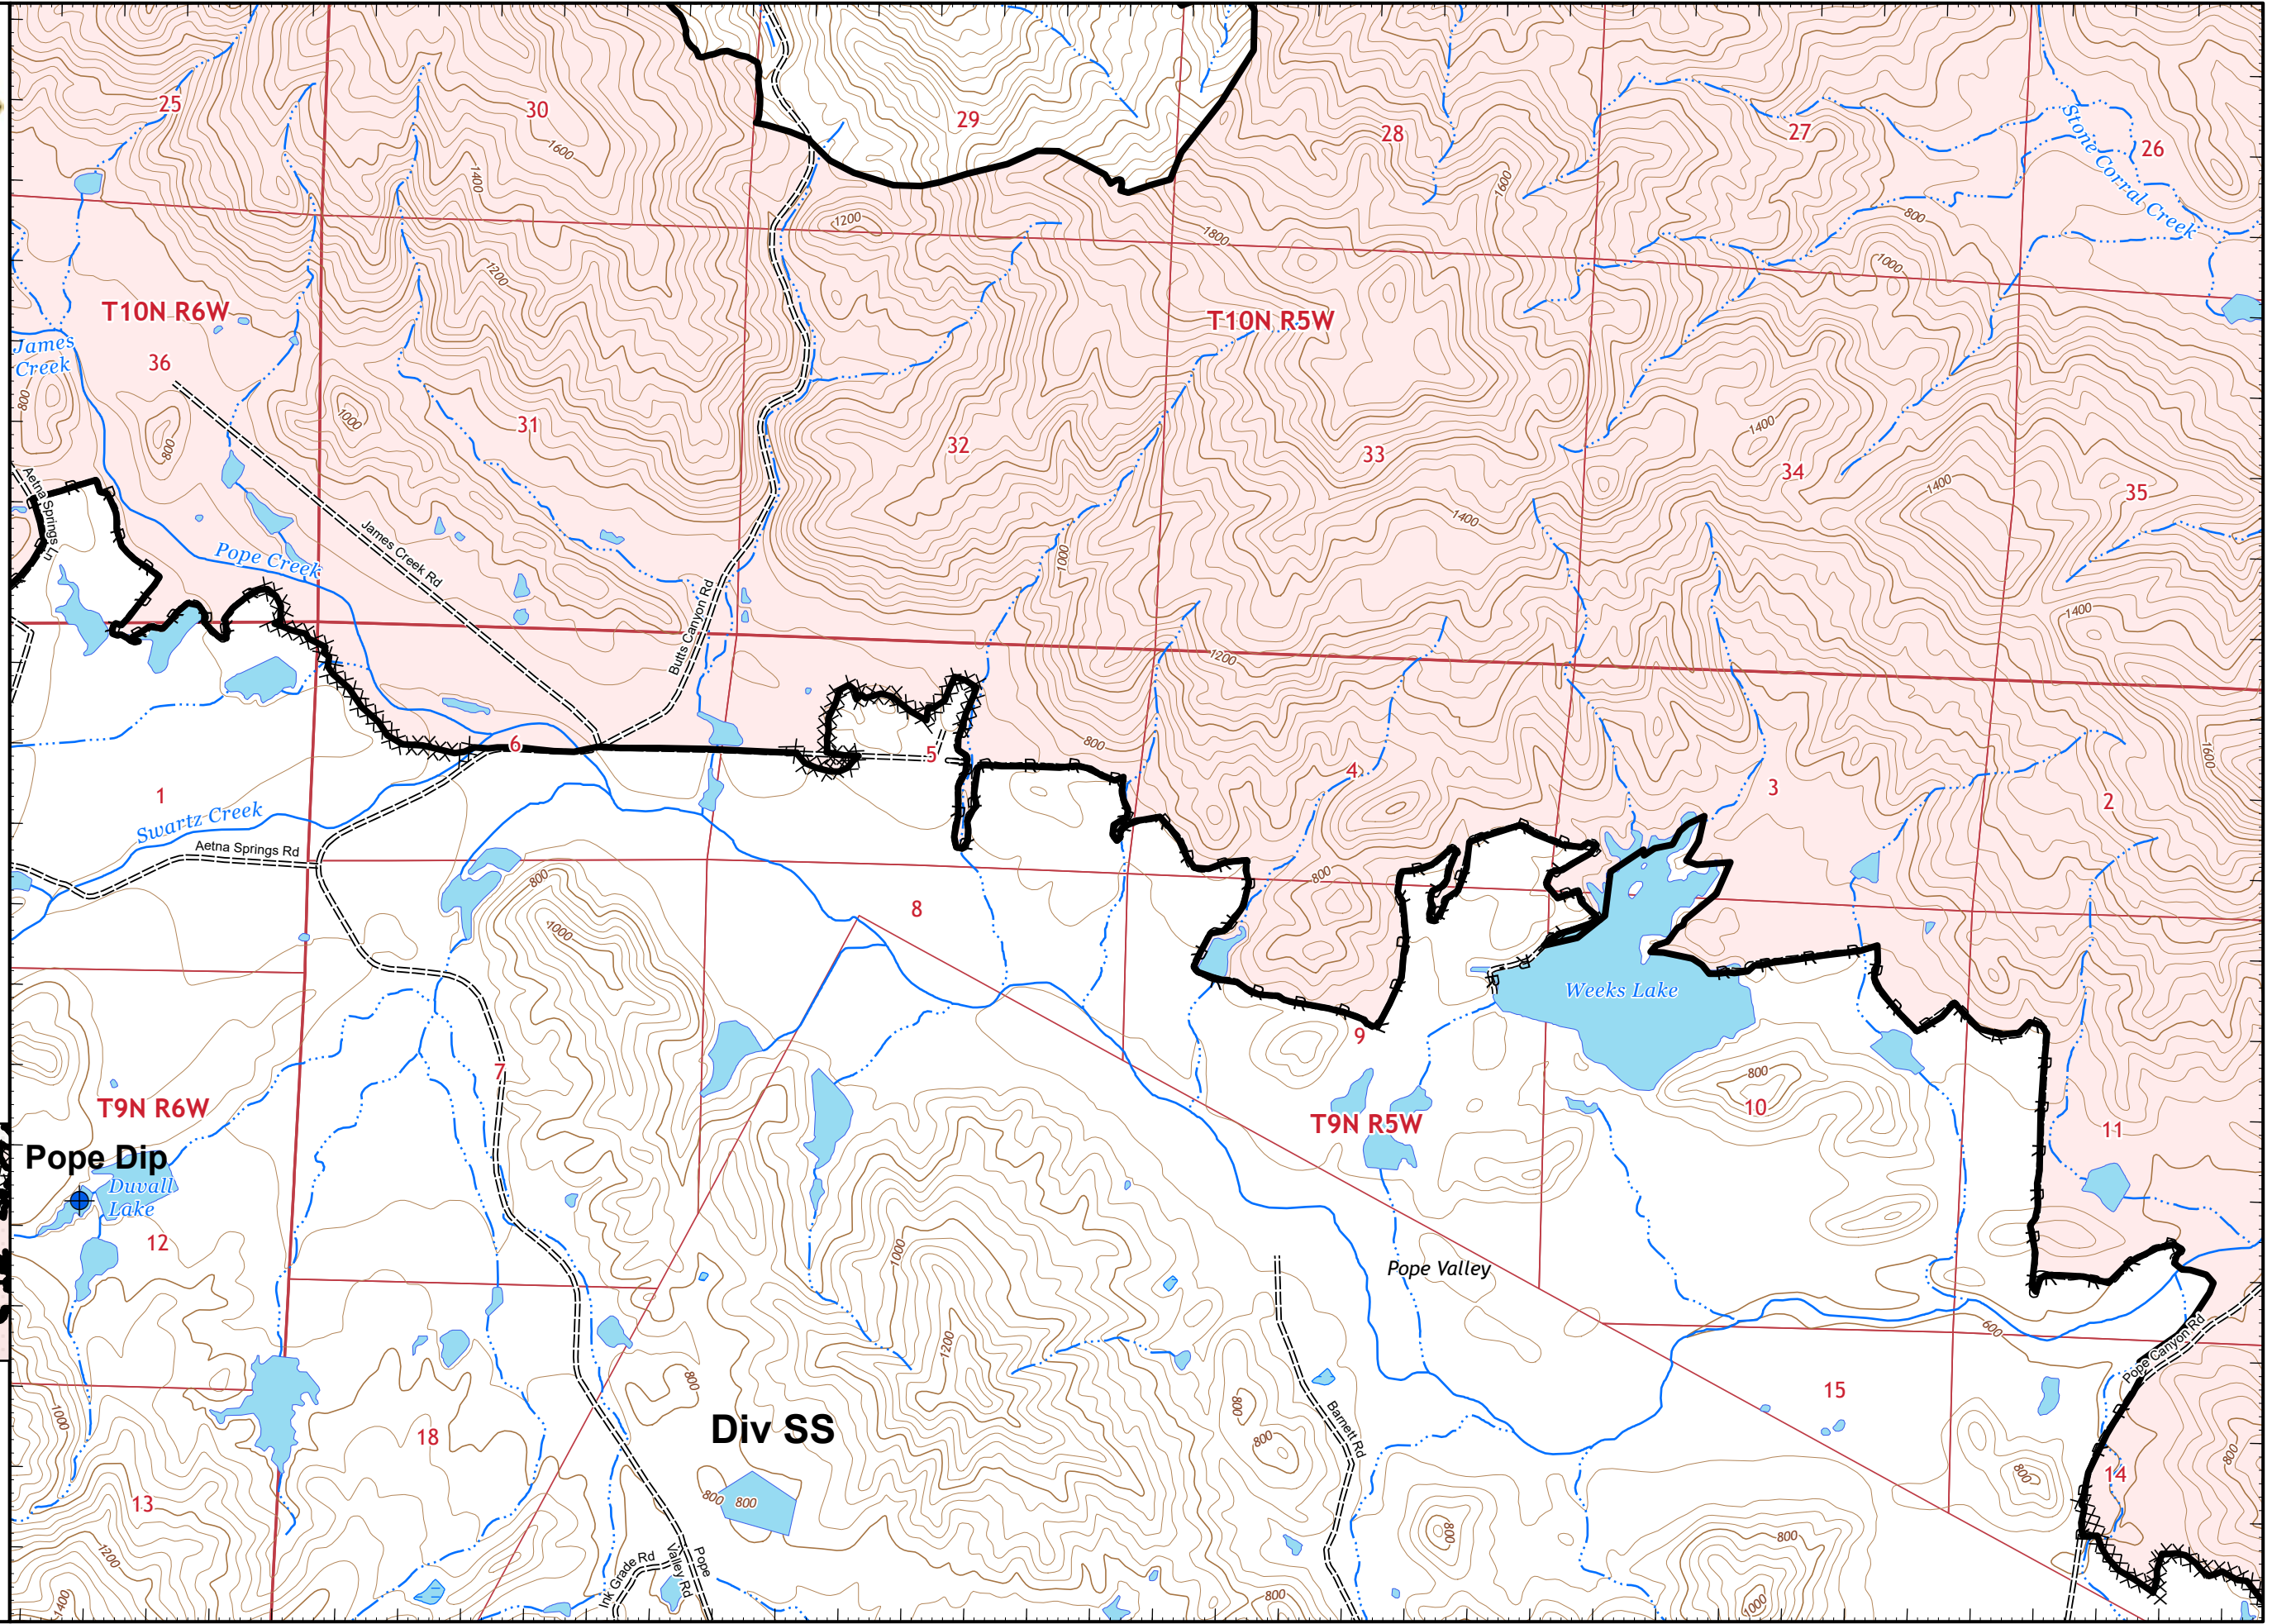 25
30
29
28
27
26
Stone Corral Creek
1600
1400
1600
1200
1800
800
1000
1200
T10N R6W
T10N R5W
James
Creek
36
800
1000
800
31
32
33
34
35
1400
1400
1400
Aetna Springs Ln
James Creek Rd
Pope Creek
1000
1400
Butts Canyon Rd
1200
6
5
800
4
3
2
1600
1
Swartz Creek
Aetna Springs Rd
800
800
8
1000
Weeks Lake
9
7
800
10
T9N R6W
T9N R5W
11
Pope Dip
Duvall
Lake
12
1000
Pope Valley
600
Pope Canyon Rd
1200
800
15
1000
800
Barnett Rd
Div SS
18
800
800
14
800
13
800
800
800
800
1200
Ink Grade Rd
Pope
Valley Rd
1400
800
1000